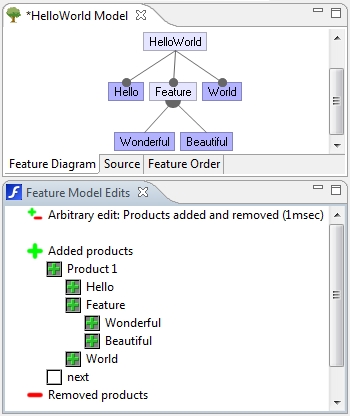 *HelloWorld Model
HelloWorld
Hello Feature World
Wonderful Beautiful
Feature Diagram Source Feature Order
Feature Model Edits
Arbitrary edit: Products added and removed (1msec)
Added products
Product 1
Hello
Feature
Wonderful
Beautiful
World
next
Removed products